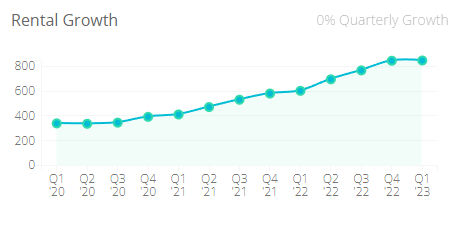 Rental Growth
0% Quarterly Growth
800
600
400
200
0
Q1 Q2 Q3 Q4 Q1 Q2 Q3 Q4 Q1 Q2 Q3 Q4 Q1
'20 '20 '20 '20 '21 '21 '21 '21 '22 '22 '22 '22 '23